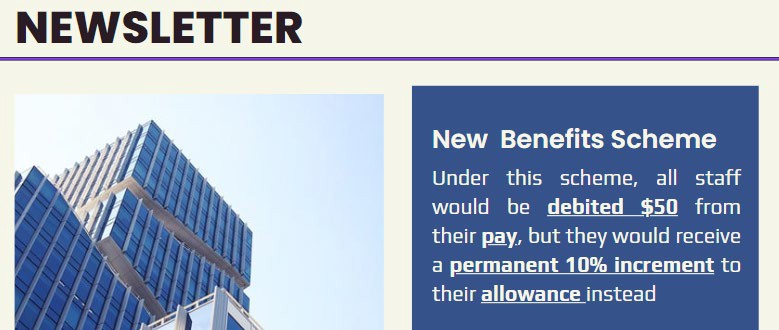 NEWSLETTER
New Benefits Scheme
Under this scheme, all staff
would be debited $50 from
their pay, but they would receive
a permanent 10% increment to
their allowance instead